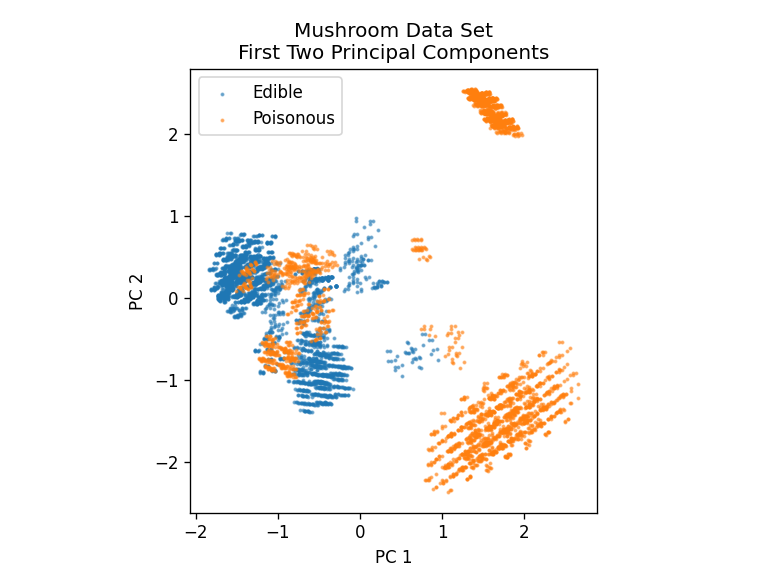 Mushroom Data Set
First Two Principal Components
Edible
Poisonous
2
1
0
−1
−2
PC 2
−2 −1 0 1 2
PC 1